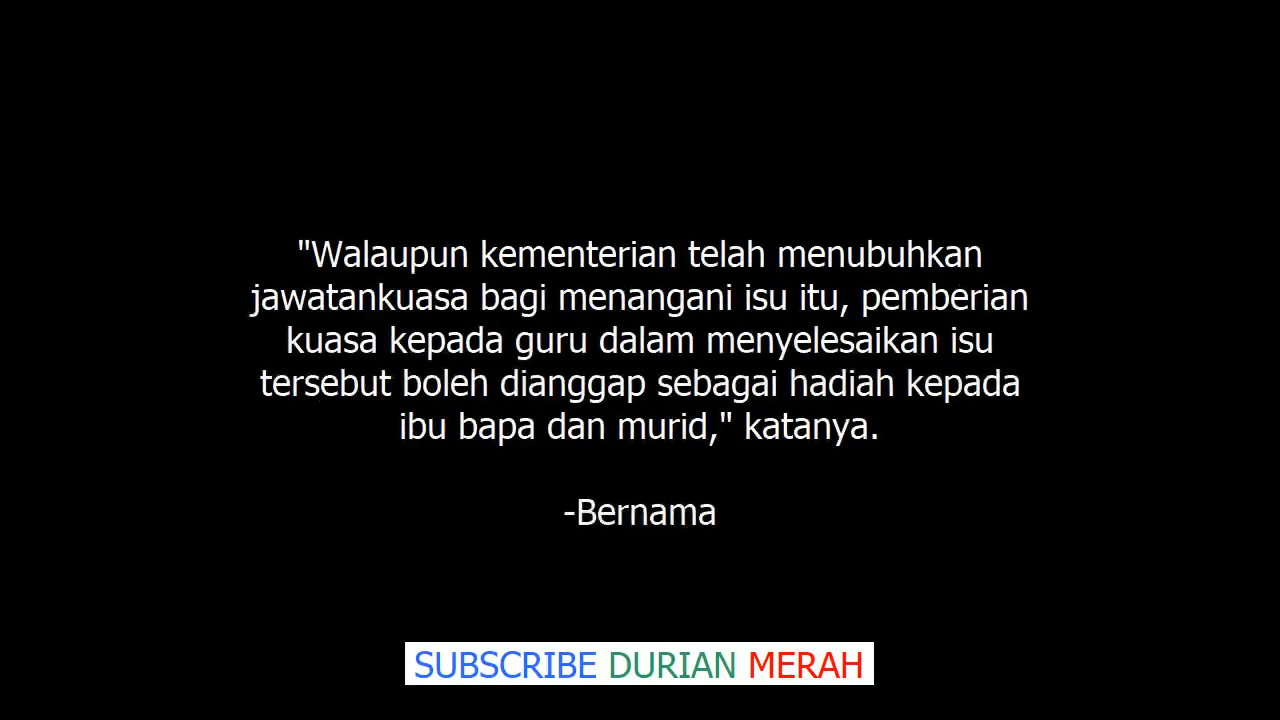 "Walaupun kementerian telah menubuhkan
jawatankuasa bagi menangani isu itu, pemberian
kuasa kepada guru dalam menyelesaikan isu
tersebut boleh dianggap sebagai hadiah kepada
ibu bapa dan murid," katanya.
-Bernama
SUBSCRIBE DURIAN MERAH